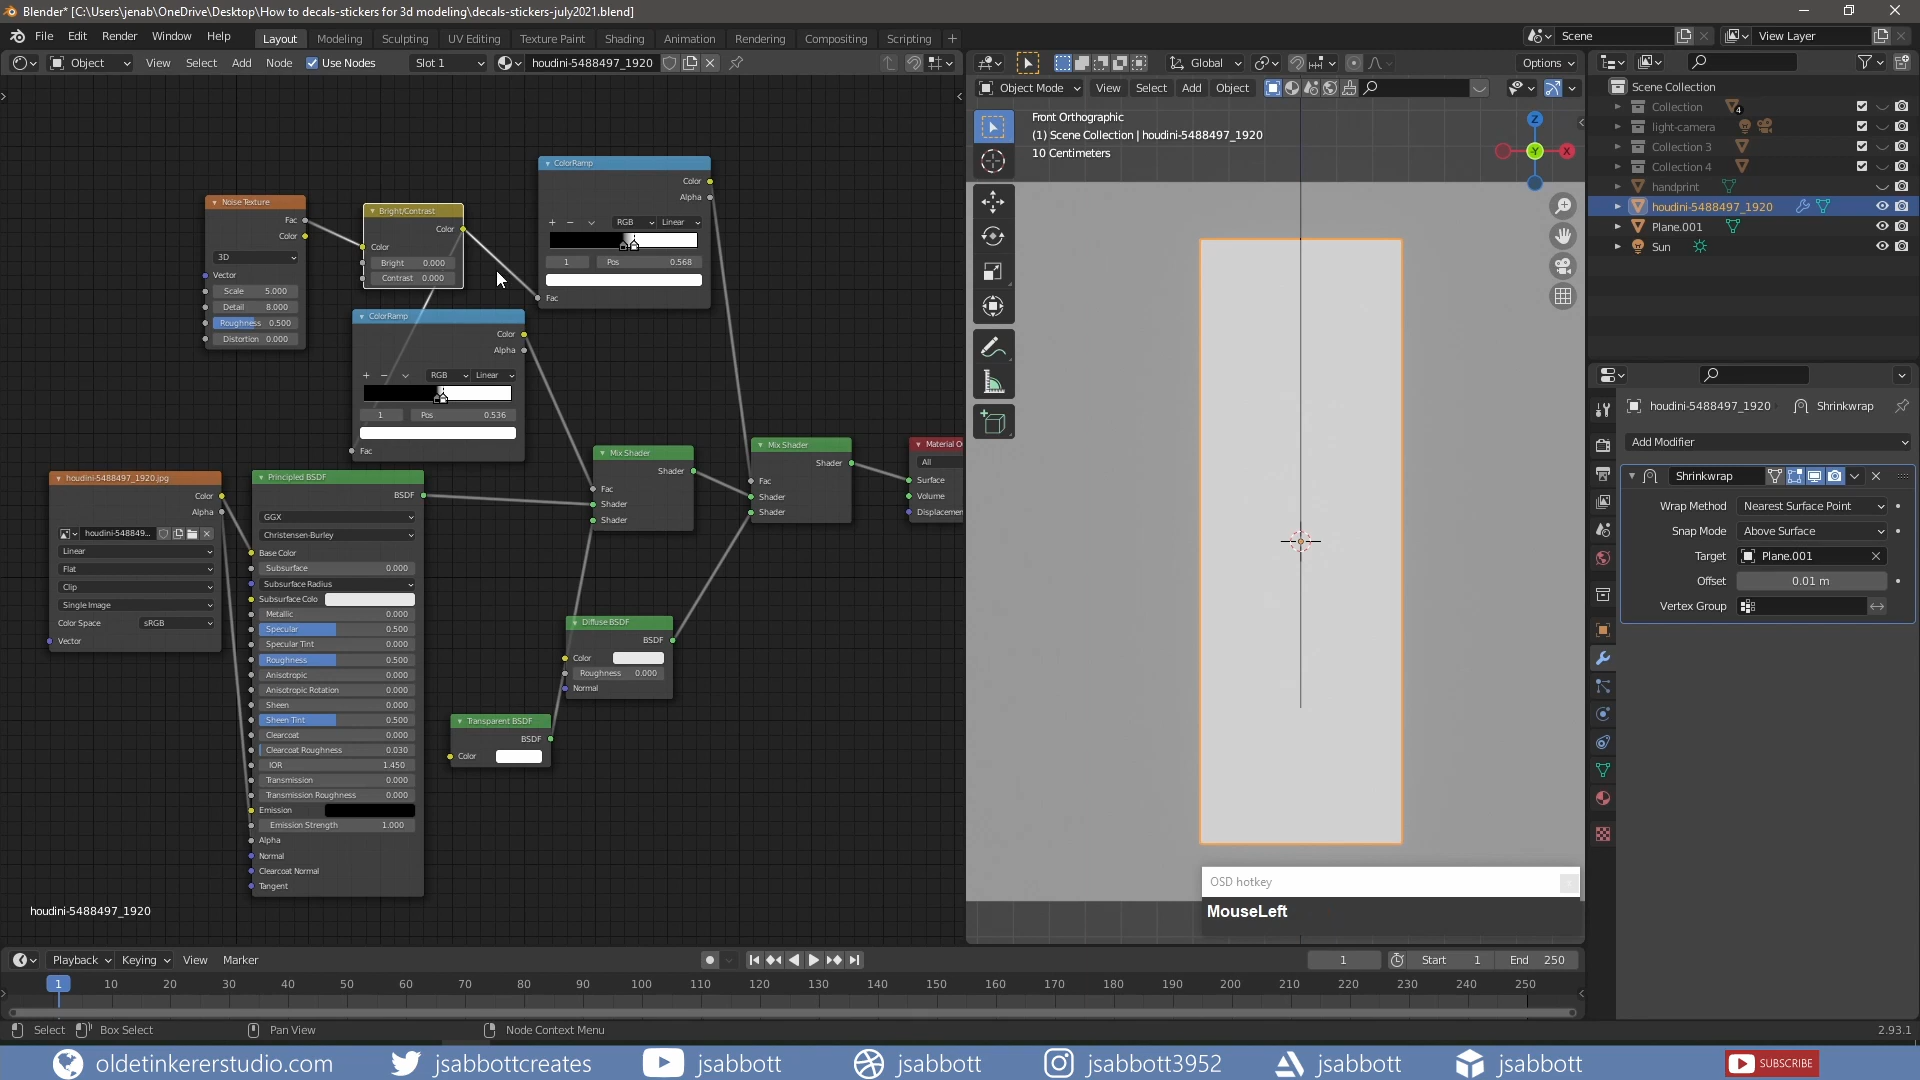 Blender* [C:\Users\jenab\OneDrive\Desktop\How to decals-stickers for 3d modeling\decals-stickers-july2021.blend]
File Edit Render Window Help Layout Modeling Sculpting UV Editing Texture Paint Shading Animation Rendering Compositing Scripting Scene View Layer
Object View Select Add Node Use Nodes Slot 1 houdini-5488497_1920 Global Options
Object Mode View Select Add Object
Front Orthographic
(1) Scene Collection | houdini-5488497_1920
10 Centimeters
Z
Y
X
Scene Collection
Collection 4
light-camera
Collection 3
Collection 4
handprint
houdini-5488497_1920
Plane.001
Sun
Noise Texture
Fac
Color
3D
Vector
Scale 5.000
Detail 8.000
Roughness 0.500
Distortion 0.000
Bright/Contrast
Color
Color
Bright 0.000
Contrast 0.000
ColorRamp
Color
Alpha
RGB Linear
1 Pos 0.568
Fac
ColorRamp
Color
Alpha
RGB Linear
1 Pos 0.536
Fac
houdini-5488497_1920.jpg
Color
Alpha
houdini-548849...
Linear
Flat
Clip
Single Image
Color Space sRGB
Vector
Principled BSDF
BSDF
GGX
Christensen-Burley
Base Color
Subsurface 0.000
Subsurface Radius
Subsurface Colo
Metallic 0.000
Specular 0.500
Specular Tint 0.000
Roughness 0.500
Anisotropic 0.000
Anisotropic Rotation 0.000
Sheen 0.000
Sheen Tint 0.500
Clearcoat 0.000
Clearcoat Roughness 0.030
IOR 1.450
Transmission 0.000
Transmission Roughness 0.000
Emission
Emission Strength 1.000
Alpha
Normal
Clearcoat Normal
Tangent
Mix Shader
Shader
Fac
Shader
Shader
Mix Shader
Shader
Fac
Shader
Shader
Material O
All
Surface
Volume
Displacemen
Diffuse BSDF
BSDF
Color
Roughness 0.000
Normal
Transparent BSDF
BSDF
Color
houdini-5488497_1920
houdini-5488497_1920 Shrinkwrap
Add Modifier
Shrinkwrap
Wrap Method Nearest Surface Point
Snap Mode Above Surface
Target Plane.001
Offset 0.01 m
Vertex Group
OSD hotkey
MouseLeft
Playback Keying View Marker 1 Start 1 End 250
1 10 20 30 40 50 60 70 80 90 100 110 120 130 140 150 160 170 180 190 200 210 220 230 240 250
Select Box Select Pan View Node Context Menu 2.93.1
oldetinkererstudio.com jsabbottcreates jsabbott jsabbott jsabbott3952 jsabbott jsabbott SUBSCRIBE